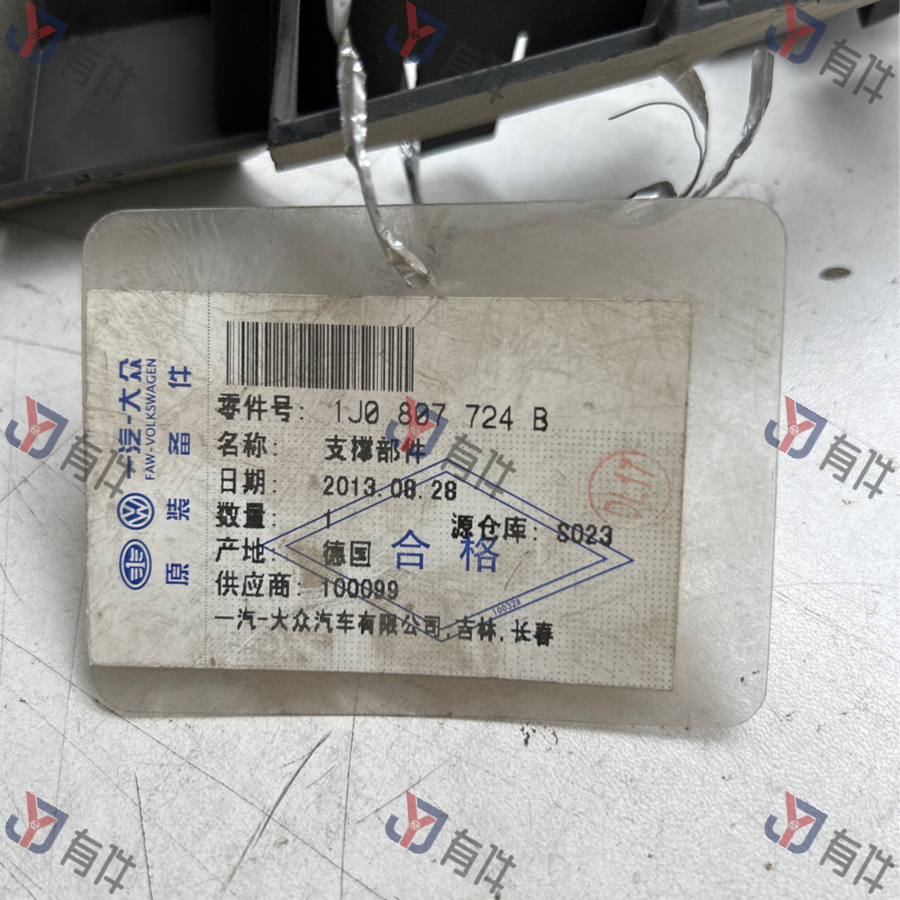 一汽-大众
FAW-VOLKSWAGEN
原装备件
零件号: 1J0 807 724 B
名称: 支撑部件
日期: 2013.08.28
数量: 1 源仓库: S023
产地: 德国
供应商: 100099
一汽-大众汽车有限公司,吉林,长春
合格
100328
DL17
有件
有件
有件
有件
有件
有件
有件
有件
有件